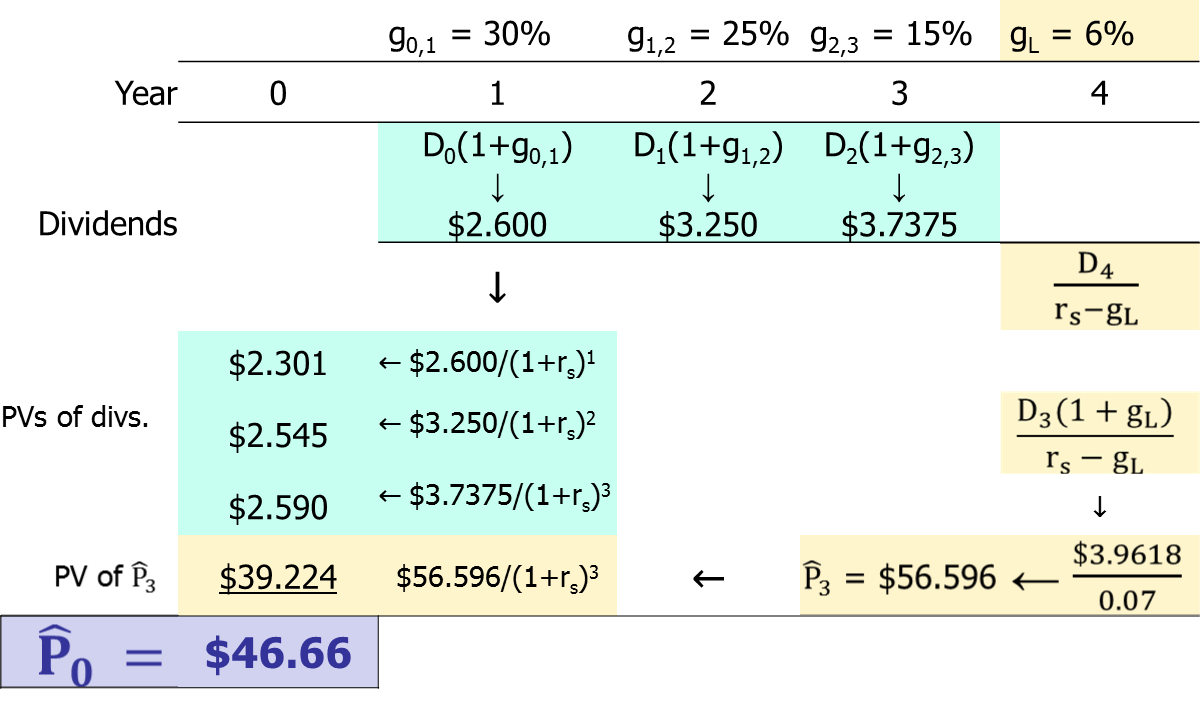 g₀,₁ = 30% g₁,₂ = 25% g₂,₃ = 15% g_L = 6%
Year 0 1 2 3 4
D₀(1+g₀,₁) D₁(1+g₁,₂) D₂(1+g₂,₃)
↓ ↓ ↓
Dividends $2.600 $3.250 $3.7375
D₄
rₛ−g_L
↓
$2.301 ← $2.600/(1+rₛ)¹
PVs of divs.
$2.545 ← $3.250/(1+rₛ)²
D₃(1 + g_L)
rₛ − g_L
$2.590 ← $3.7375/(1+rₛ)³
↓
PV of P̂₃ $39.224 $56.596/(1+rₛ)³ ← P̂₃ = $56.596 ← $3.9618
0.07
P̂₀ = $46.66